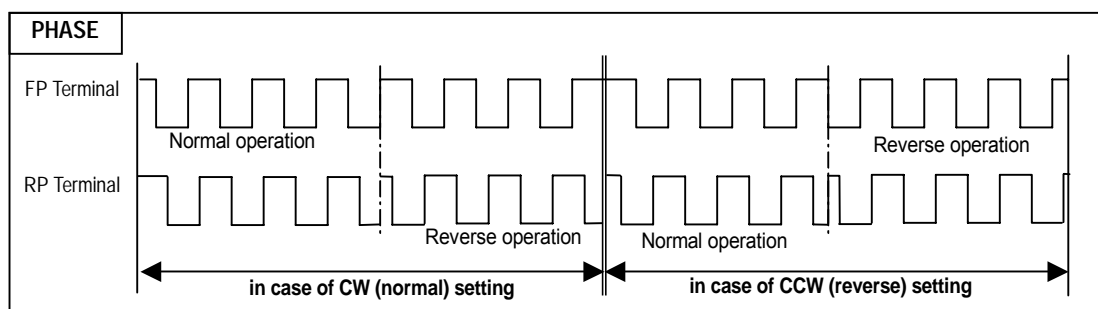 PHASE
FP Terminal
Normal operation
Reverse operation
RP Terminal
Reverse operation
Normal operation
in case of CW (normal) setting
in case of CCW (reverse) setting